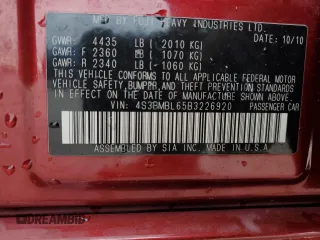 MFD BY FUJI HEAVY INDUSTRIES LTD.
GVWR: 4435 LB ( 2010 KG) DATE: 10/10
GAWR: F 2360 LB ( 1070 KG)
GAWR: R 2340 LB ( 1060 KG)
THIS VEHICLE CONFORMS TO ALL APPLICABLE FEDERAL MOTOR
VEHICLE SAFETY, BUMPER, AND THEFT PREVENTION STANDARDS
IN EFFECT ON THE DATE OF MANUFACTURE SHOWN ABOVE.
VIN: 4S3BMBL65B3226920 PASSENGER CAR
ASSEMBLED BY SIA INC. MADE IN U.S.A.
DREAMBID